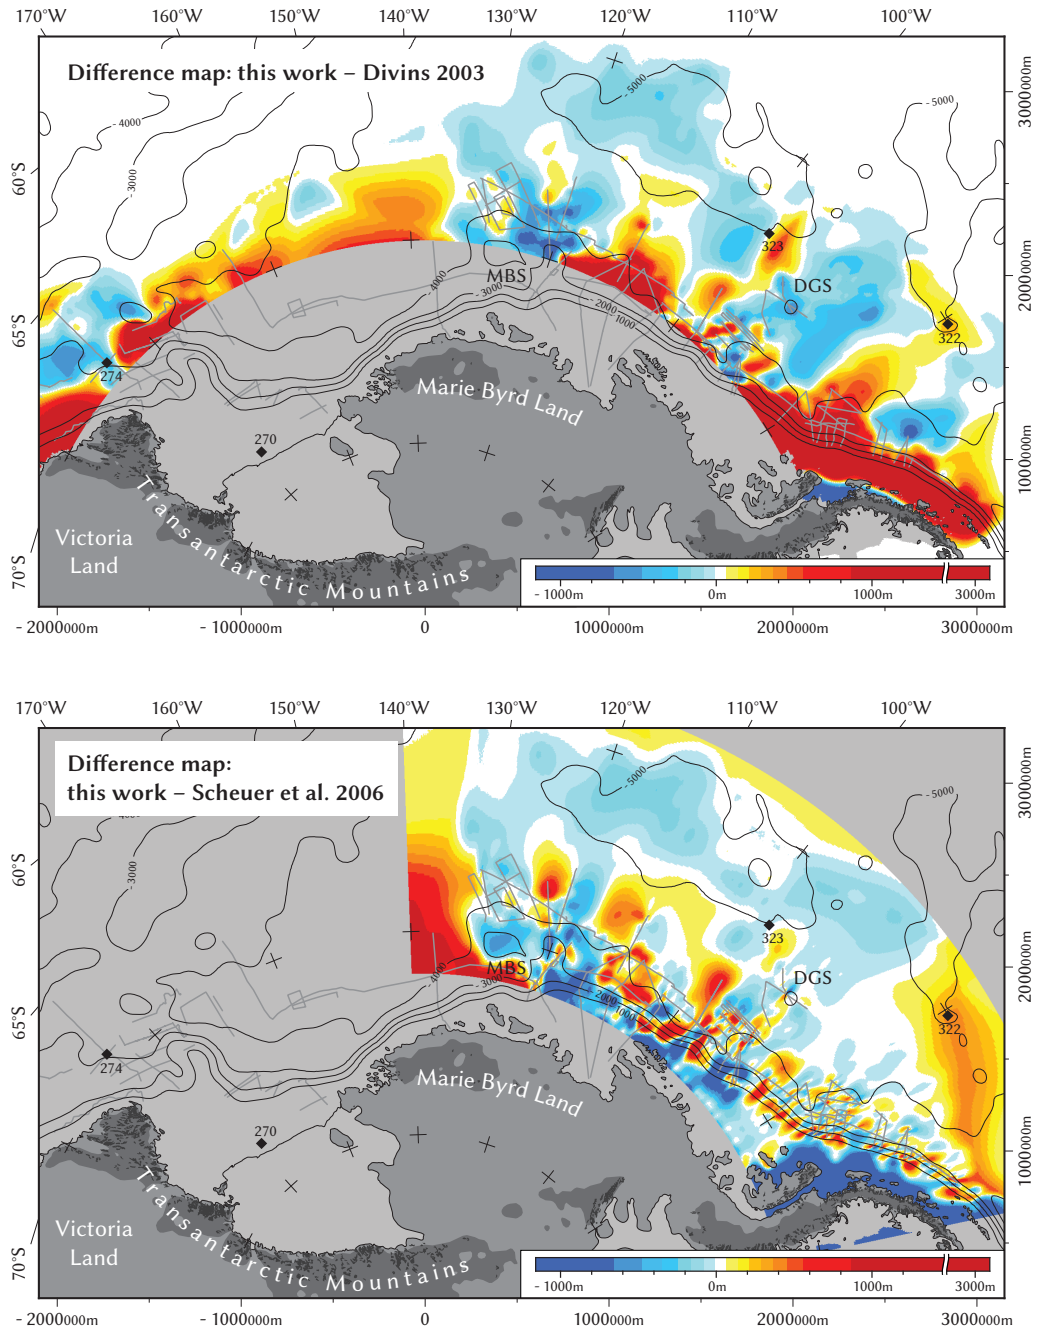 170°W 160°W 150°W 140°W 130°W 120°W 110°W 100°W
Difference map: this work – Divins 2003
- 5000
- 5000
- 4000
- 3000
3000000m
60°S
323
MBS
DGS
- 4000
- 3000
- 2000
- 1000
2000000m
65°S
322
274
Marie Byrd Land
270
1000000m
Transantarctic Mountains
Victoria
Land
70°S
- 1000m 0m 1000m 3000m
- 2000000m - 1000000m 0 1000000m 2000000m 3000000m
170°W 160°W 150°W 140°W 130°W 120°W 110°W 100°W
Difference map:
this work – Scheuer et al. 2006
- 5000
- 5000
- 3000
3000000m
60°S
323
MBS
DGS
- 4000
- 3000
- 2000
- 1000
2000000m
65°S
322
274
Marie Byrd Land
270
1000000m
Transantarctic Mountains
Victoria
Land
70°S
- 1000m 0m 1000m 3000m
- 2000000m - 1000000m 0 1000000m 2000000m 3000000m